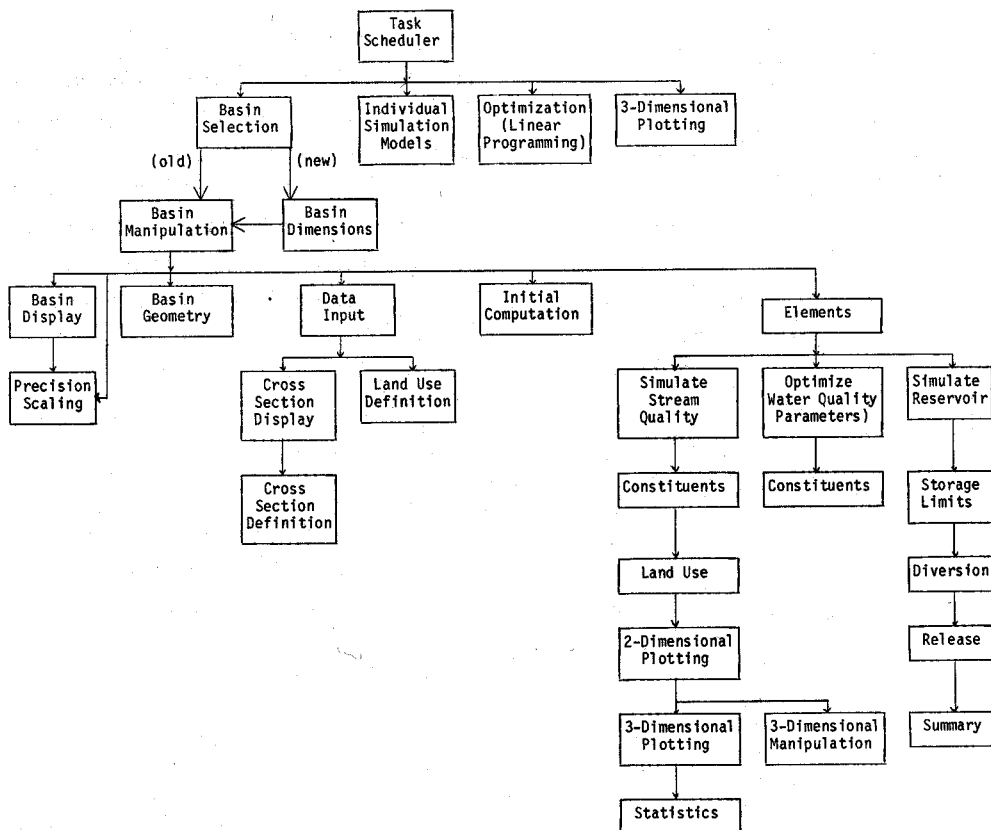 Task
Scheduler
Basin
Selection
Individual
Simulation
Models
Optimization
(Linear
Programming)
3-Dimensional
Plotting
(old)
(new)
Basin
Manipulation
Basin
Dimensions
Basin
Display
Basin
Geometry
Data
Input
Initial
Computation
Elements
Precision
Scaling
Cross
Section
Display
Land Use
Definition
Simulate
Stream
Quality
Optimize
Water Quality
Parameters)
Simulate
Reservoir
Cross
Section
Definition
Constituents
Constituents
Storage
Limits
Land Use
Diversion
2-Dimensional
Plotting
Release
3-Dimensional
Plotting
3-Dimensional
Manipulation
Summary
Statistics